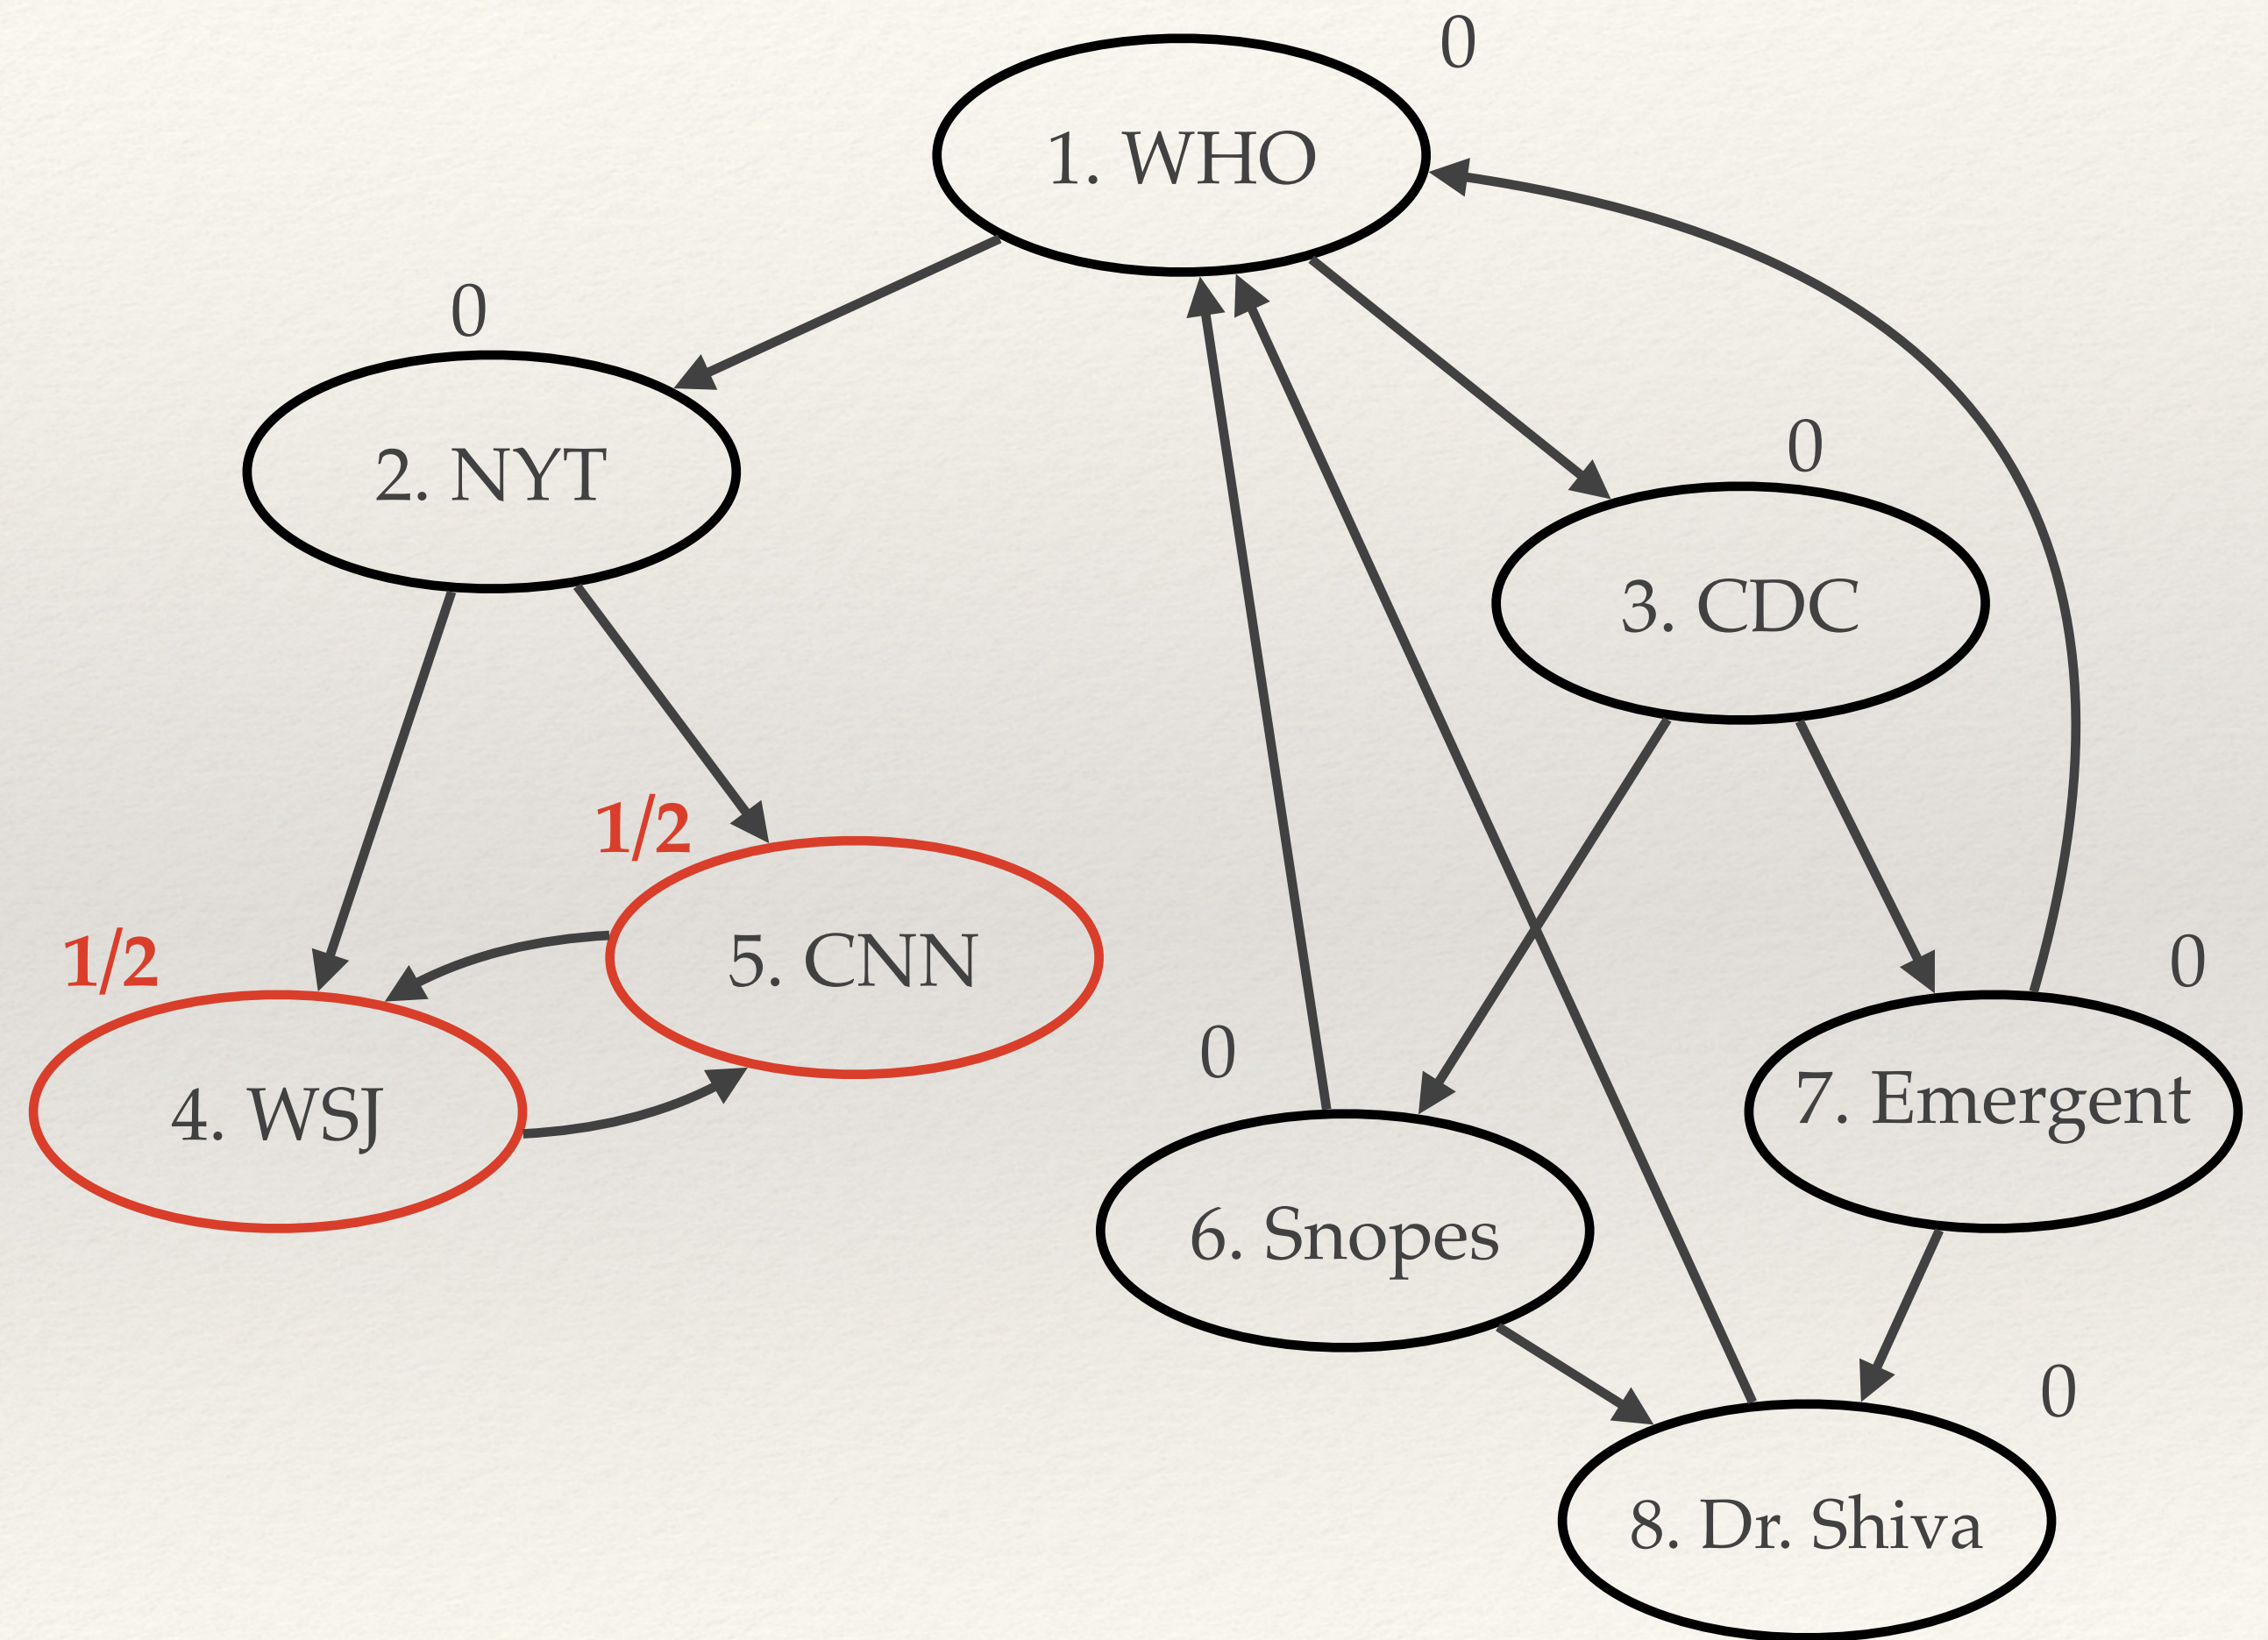 0
1. WHO
0
0
2. NYT
3. CDC
1/2
1/2
5. CNN
0
0
4. WSJ
7. Emergent
6. Snopes
0
8. Dr. Shiva